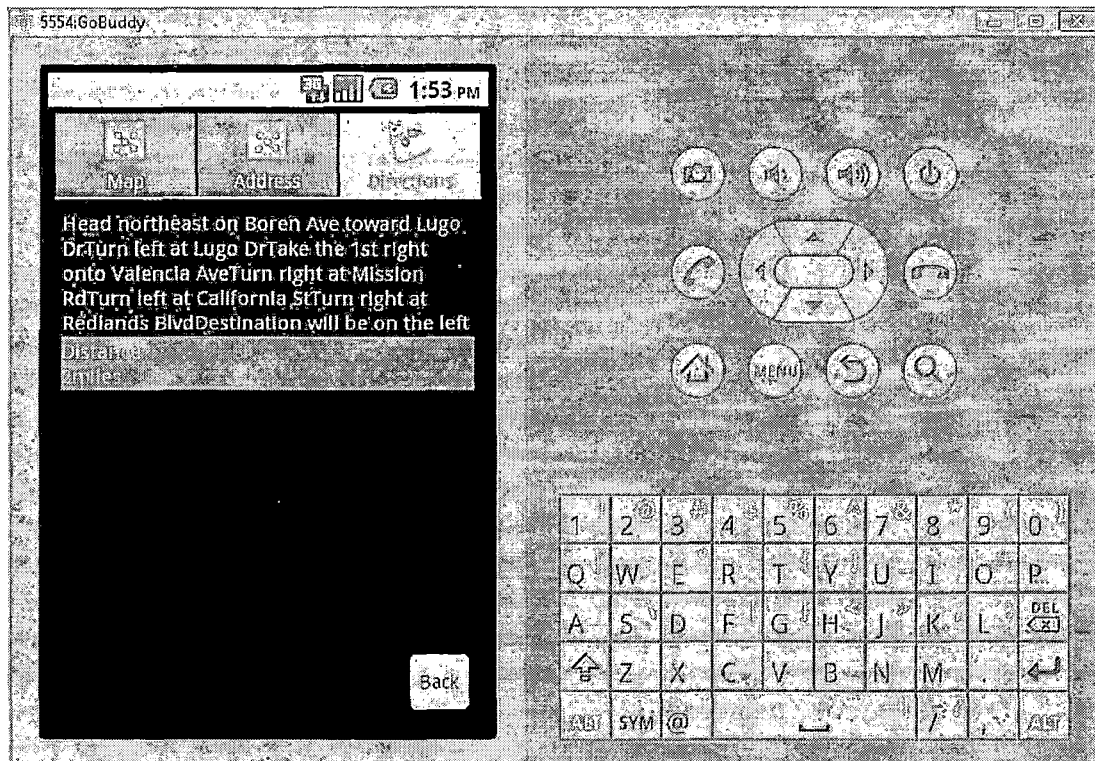 5554:GoBuddy
1:53 PM
Map
Address
Directions
Head northeast on Boren Ave toward Lugo
DrTurn left at Lugo DrTake the 1st right
onto Valencia AveTurn right at Mission
RdTurn left at California StTurn right at
Redlands BlvdDestination will be on the left
Distance
2miles
Back
MENU
1 2 @ 3 # 4 5 % 6 ^ 7 & 8 * 9 ( 0 )
Q W E R T Y U I O P
A S D F G H J K L DEL
Z X C V B N M .
ALT SYM @ / , ALT